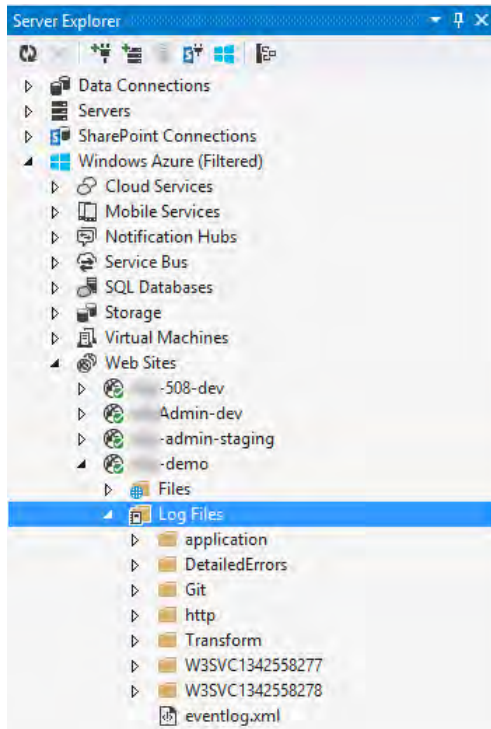 Server Explorer
Data Connections
Servers
SharePoint Connections
Windows Azure (Filtered)
Cloud Services
Mobile Services
Notification Hubs
Service Bus
SQL Databases
Storage
Virtual Machines
Web Sites
-508-dev
Admin-dev
-admin-staging
-demo
Files
Log Files
application
DetailedErrors
Git
http
Transform
W3SVC1342558277
W3SVC1342558278
eventlog.xml